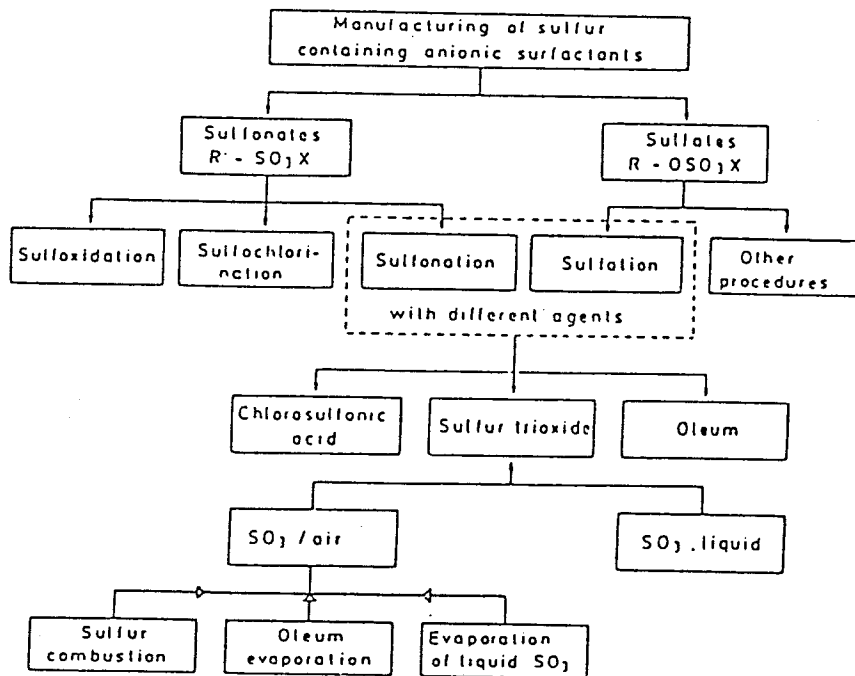 Manufacturing of sulfur
containing anionic surfactants
Sulfonates
R - SO₃X
Sulfates
R - OSO₃X
Sulfoxidation
Sulfochlori-
nation
Sulfonation
Sulfation
Other
procedures
with different agents
Chlorosulfonic
acid
Sulfur trioxide
Oleum
SO₃ / air
SO₃ . liquid
Sulfur
combustion
Oleum
evaporation
Evaporation
of liquid SO₃